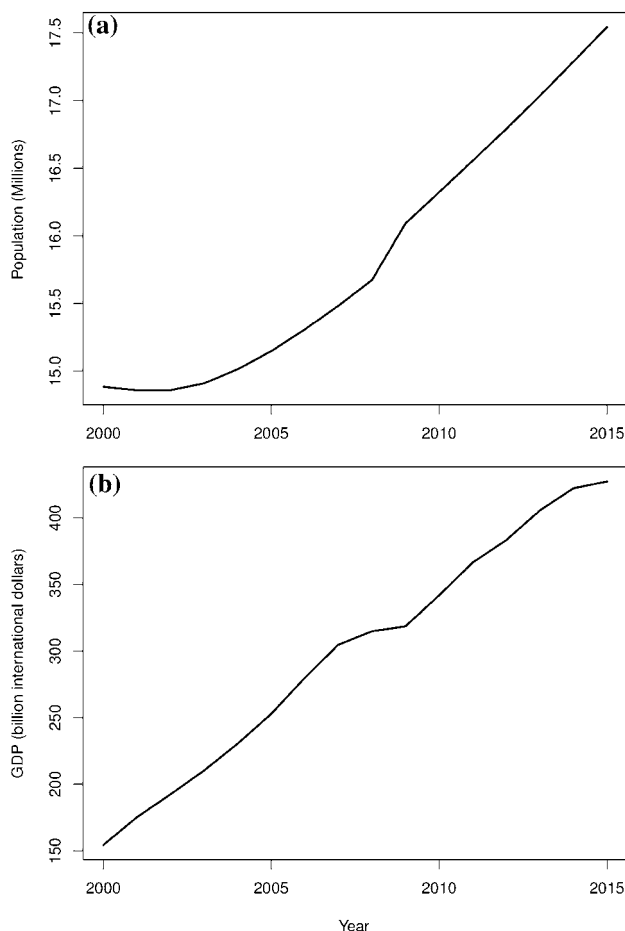 (a)
Population (Millions)
17.5
17.0
16.5
16.0
15.5
15.0
2000 2005 2010 2015
(b)
GDP (billion international dollars)
400
350
300
250
200
150
2000 2005 2010 2015
Year